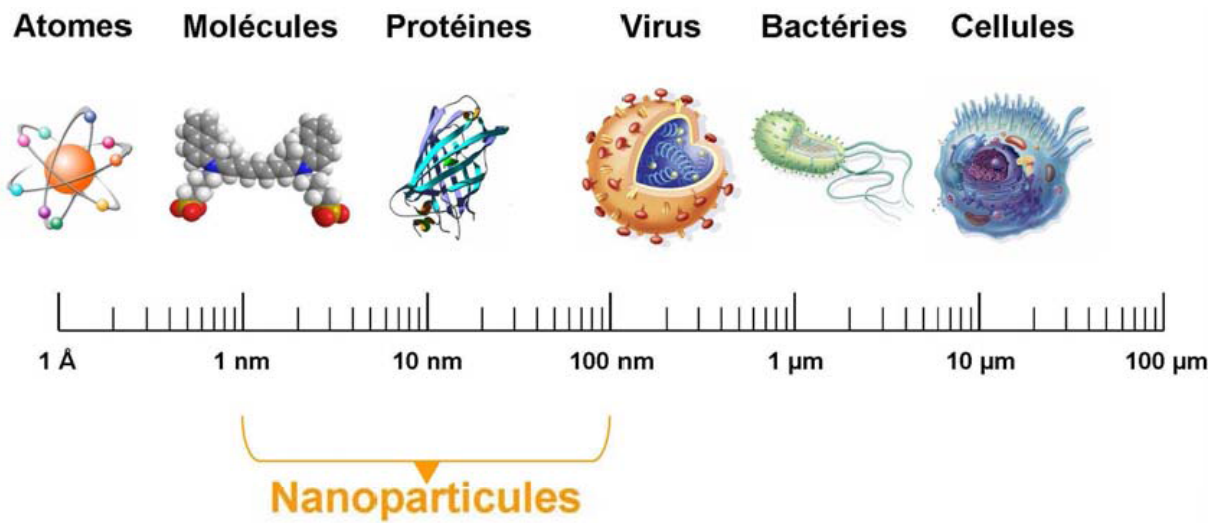 Atomes Molécules Protéines Virus Bactéries Cellules
1 Å 1 nm 10 nm 100 nm 1 µm 10 µm 100 µm
Nanoparticules